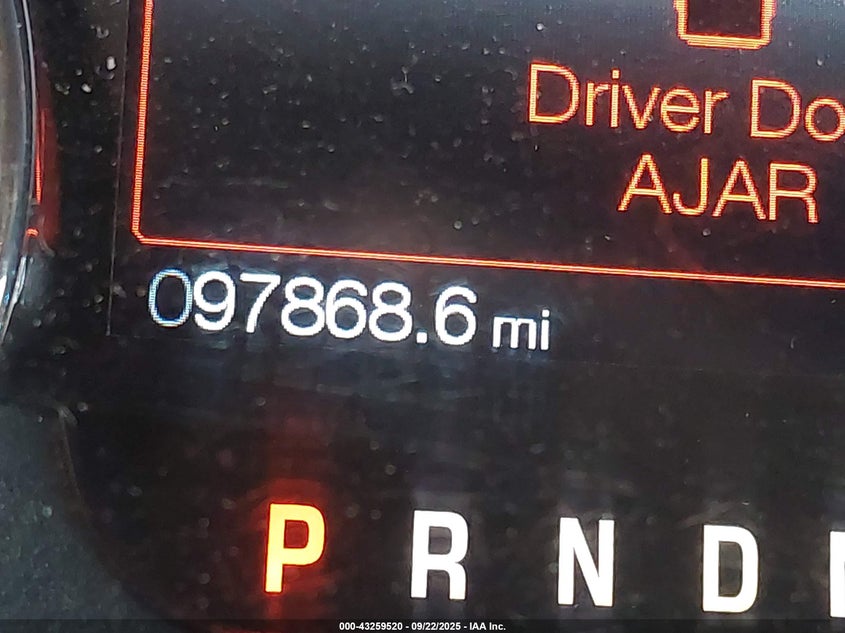 Driver Do
AJAR
097868.6 mi
P R N D
000-43259520 - 09/22/2025 - IAA Inc.